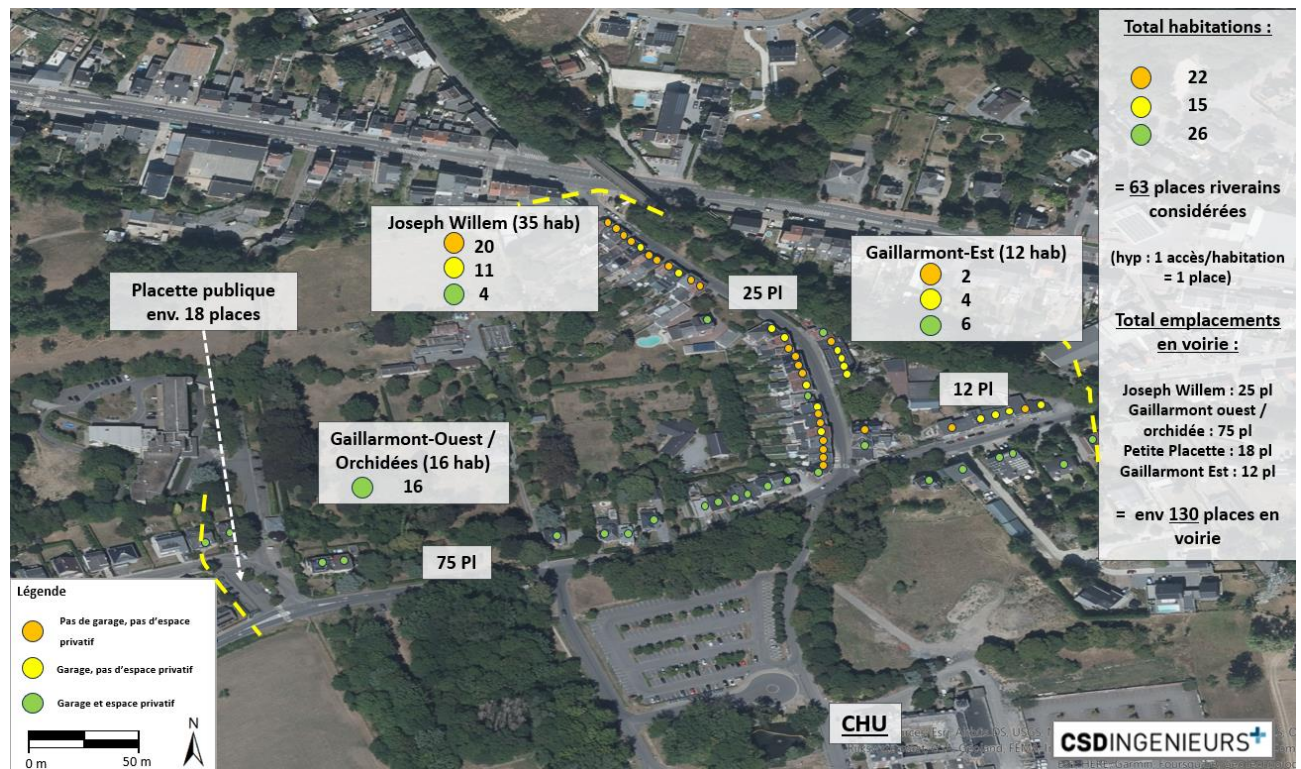 Total habitations :
22
15
26
= 63 places riverains
considérées
(hyp : 1 accès/habitation
= 1 place)
Total emplacements
en voirie :
Joseph Willem : 25 pl
Gaillarmont ouest /
orchidée : 75 pl
Petite Placette : 18 pl
Gaillarmont Est : 12 pl
= env 130 places en
voirie
Joseph Willem (35 hab)
20
11
4
Gaillarmont-Est (12 hab)
2
4
6
Placette publique
env. 18 places
25 Pl
12 Pl
Gaillarmont-Ouest /
Orchidées (16 hab)
16
75 Pl
Légende
Pas de garage, pas d'espace
privatif
Garage, pas d'espace privatif
Garage et espace privatif
N
0 m 50 m
CHU
CSDINGENIEURS+